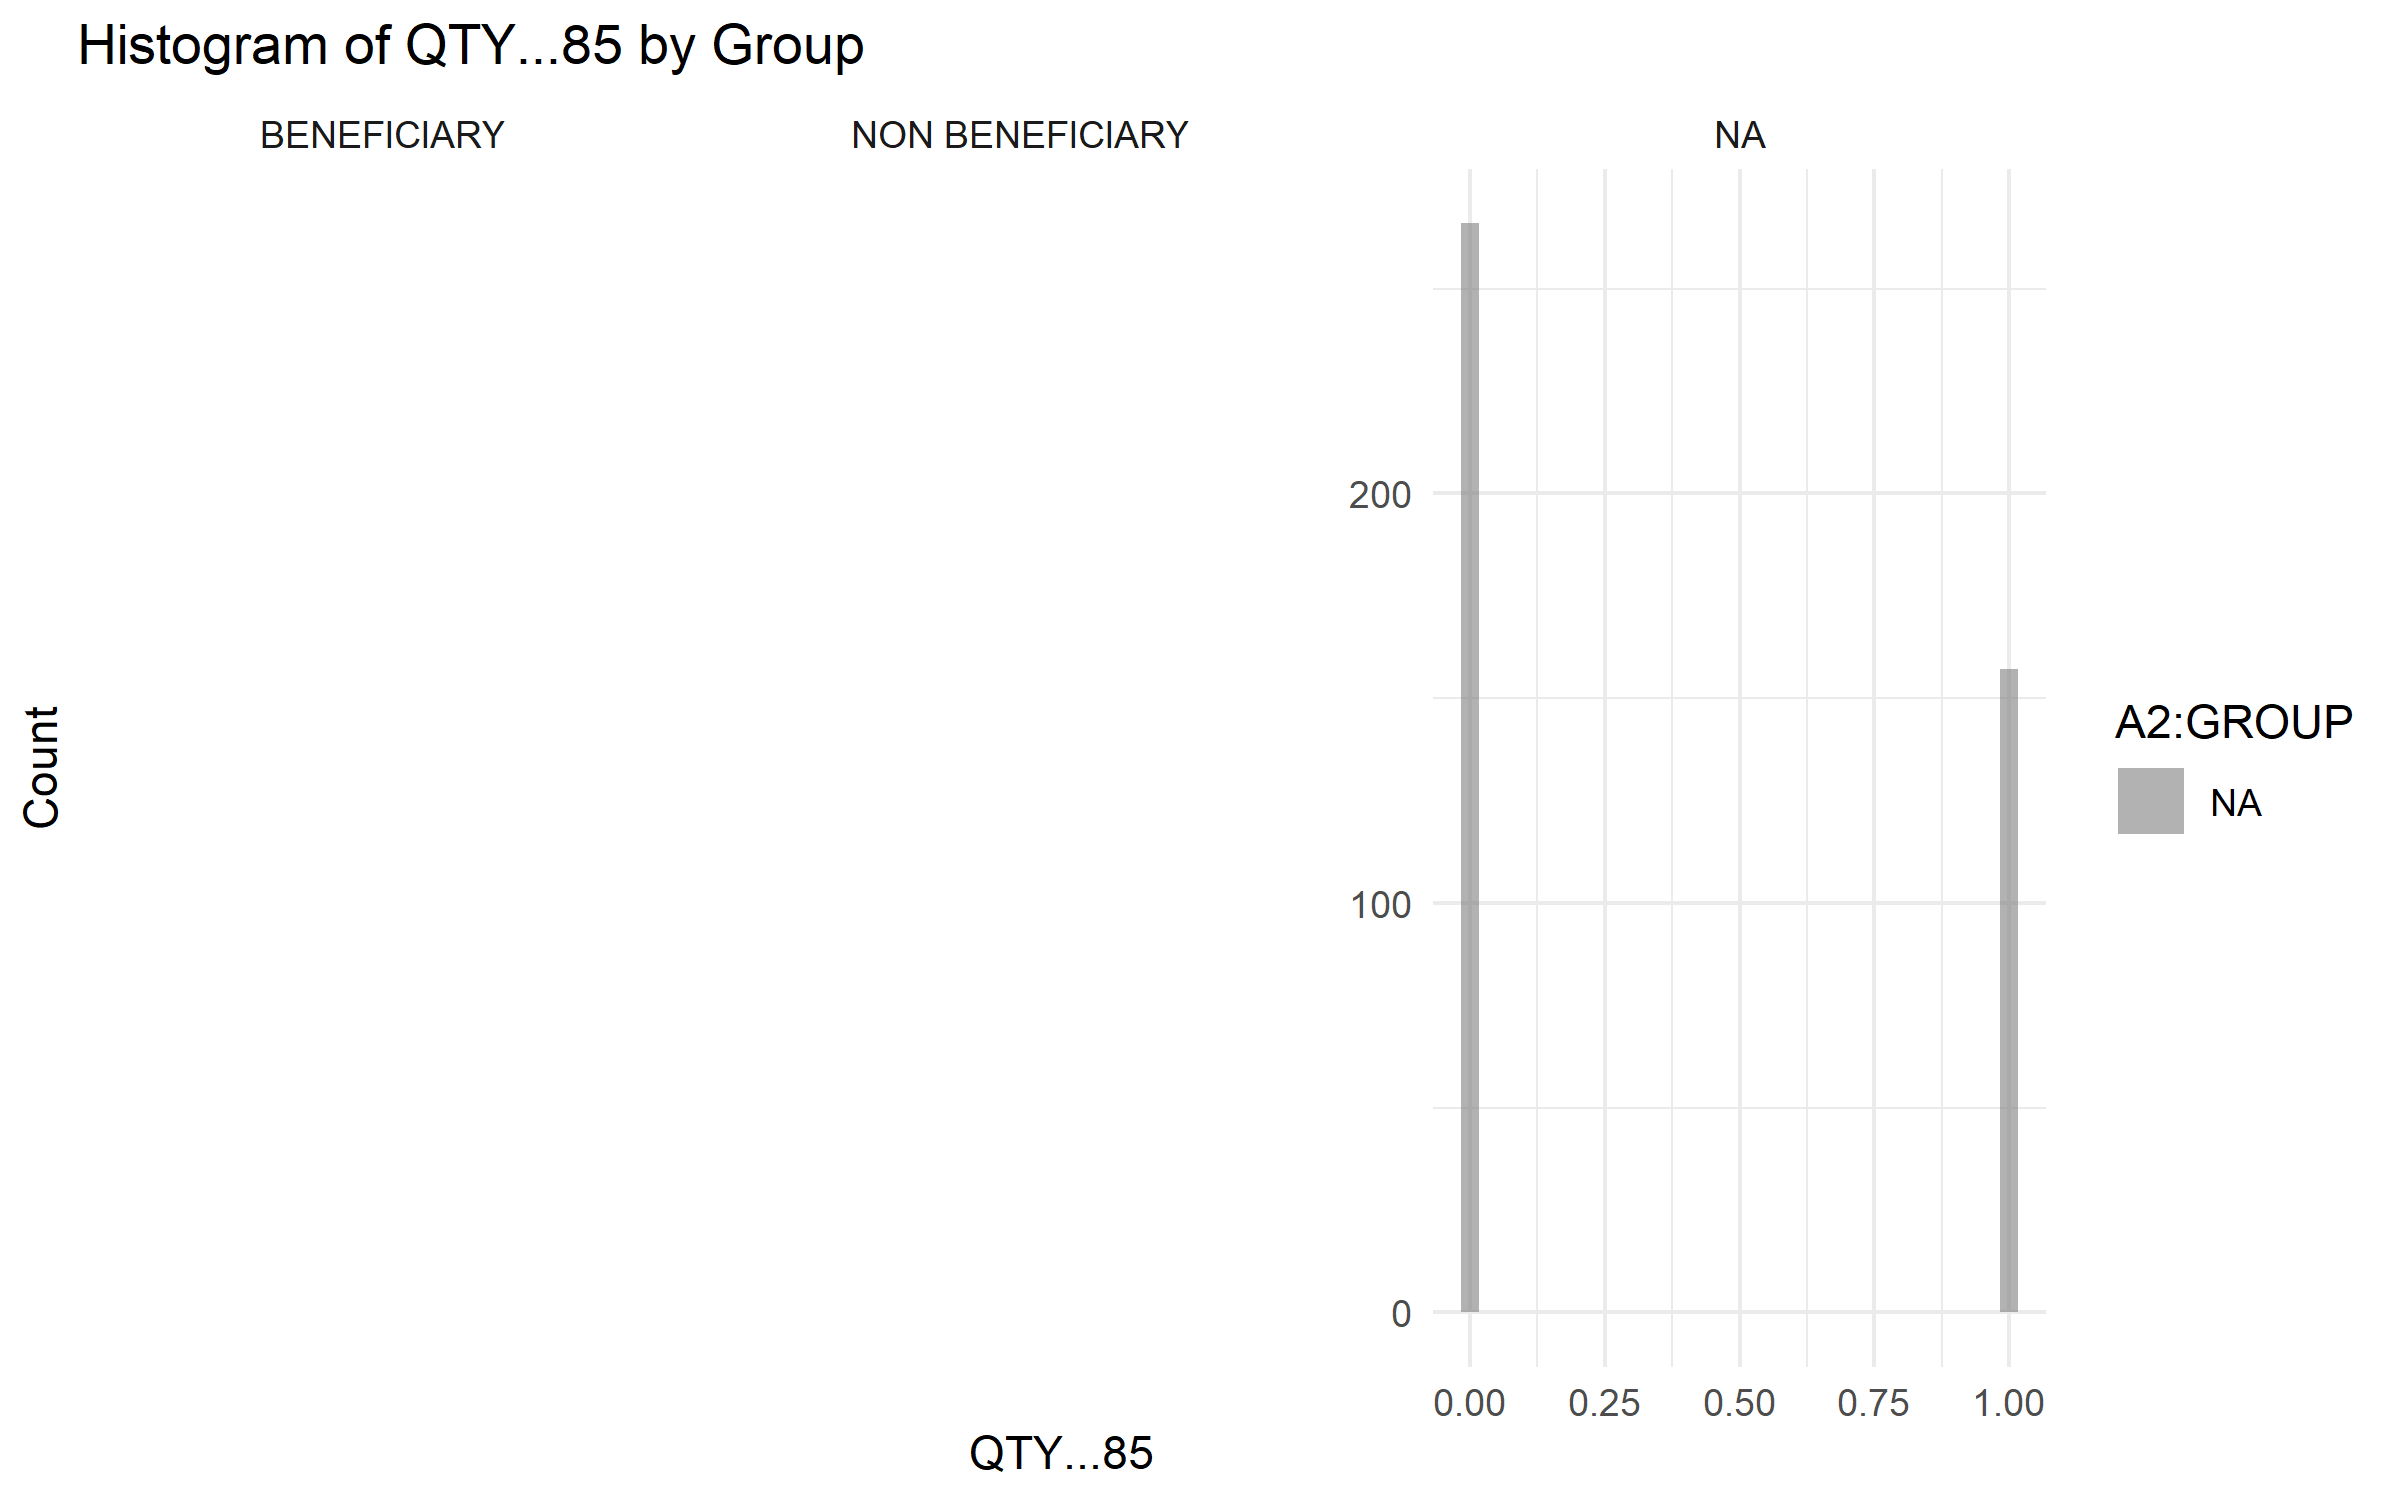 Histogram of QTY...85 by Group
BENEFICIARY
NON BENEFICIARY
NA
Count
200
100
0
0.00 0.25 0.50 0.75 1.00
QTY...85
A2:GROUP
NA